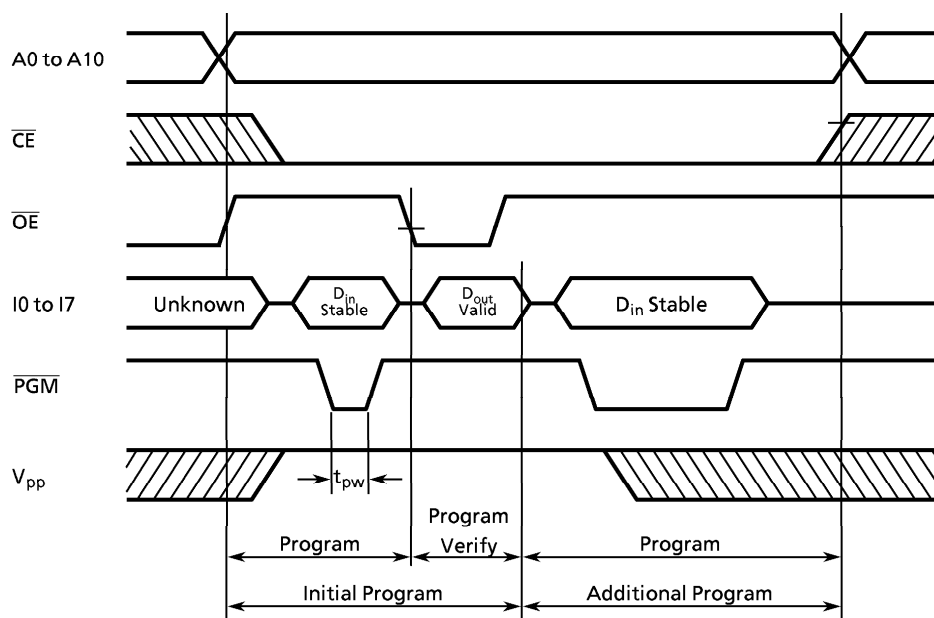 A0 to A10
CE
OE
I0 to I7
Unknown
Din
Stable
Dout
Valid
Din Stable
PGM
Vpp
tpw
Program
Program
Verify
Program
Initial Program
Additional Program